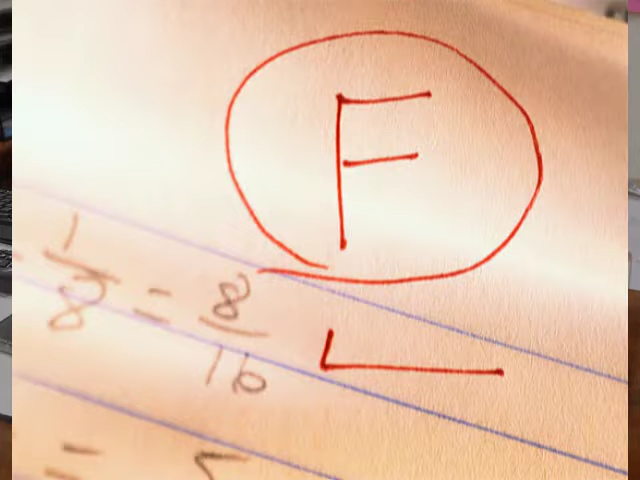 F
- 1/8 = 8/16
=